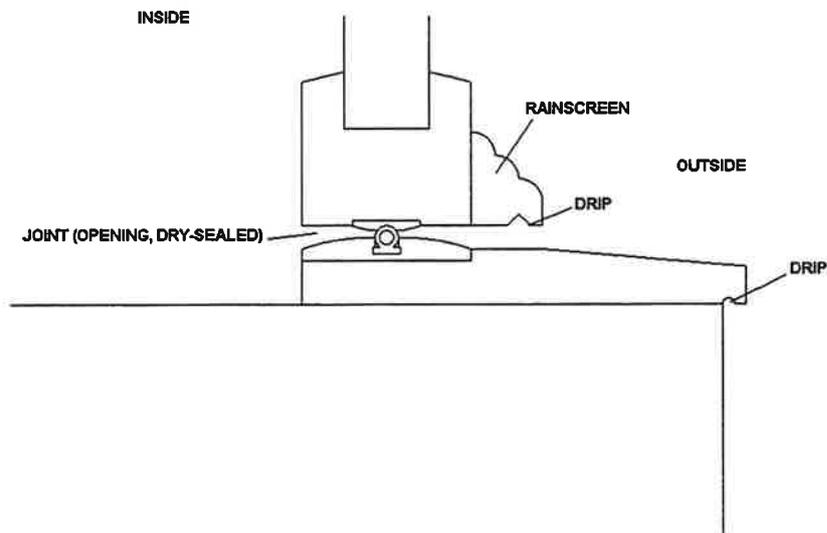 INSIDE
RAINSCREEN
OUTSIDE
DRIP
JOINT (OPENING, DRY-SEALED)
DRIP